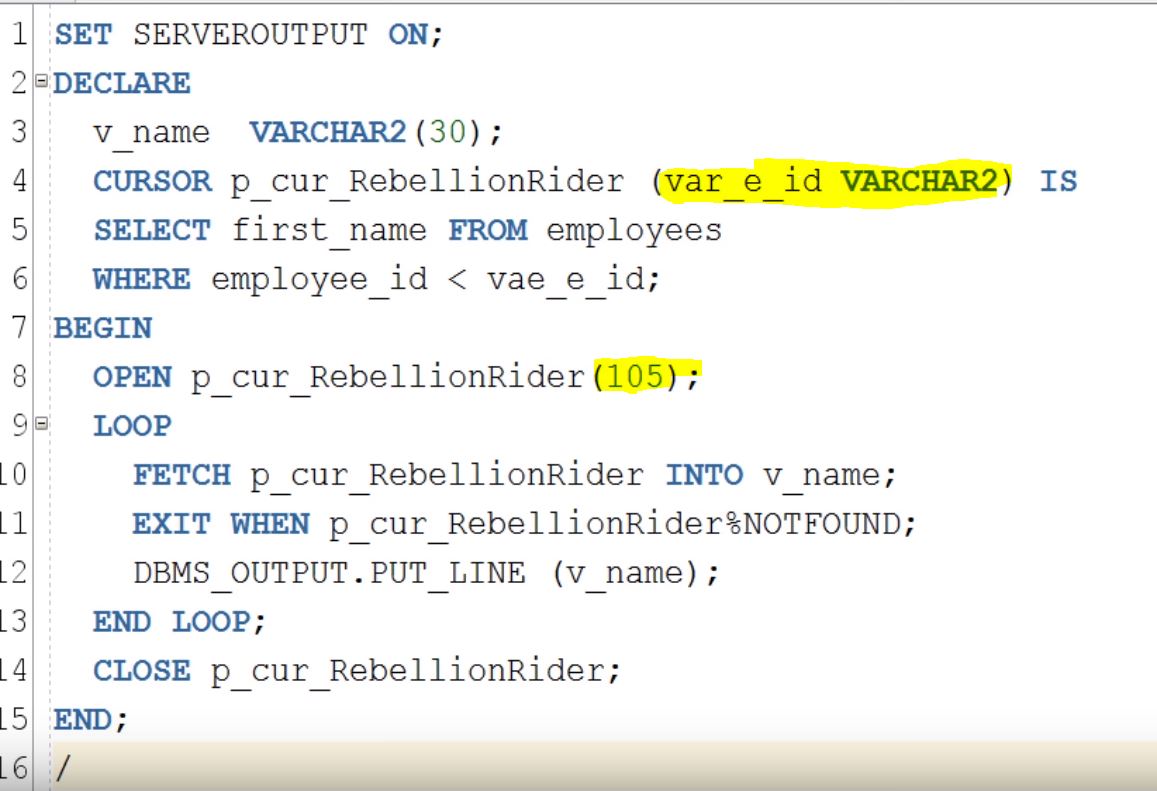 1 SET SERVEROUTPUT ON;
2 DECLARE
3 v_name VARCHAR2(30);
4 CURSOR p_cur_RebellionRider (var_e_id VARCHAR2) IS
5 SELECT first_name FROM employees
6 WHERE employee_id < vae_e_id;
7 BEGIN
8 OPEN p_cur_RebellionRider(105);
9 LOOP
10 FETCH p_cur_RebellionRider INTO v_name;
11 EXIT WHEN p_cur_RebellionRider%NOTFOUND;
12 DBMS_OUTPUT.PUT_LINE (v_name);
13 END LOOP;
14 CLOSE p_cur_RebellionRider;
15 END;
16 /